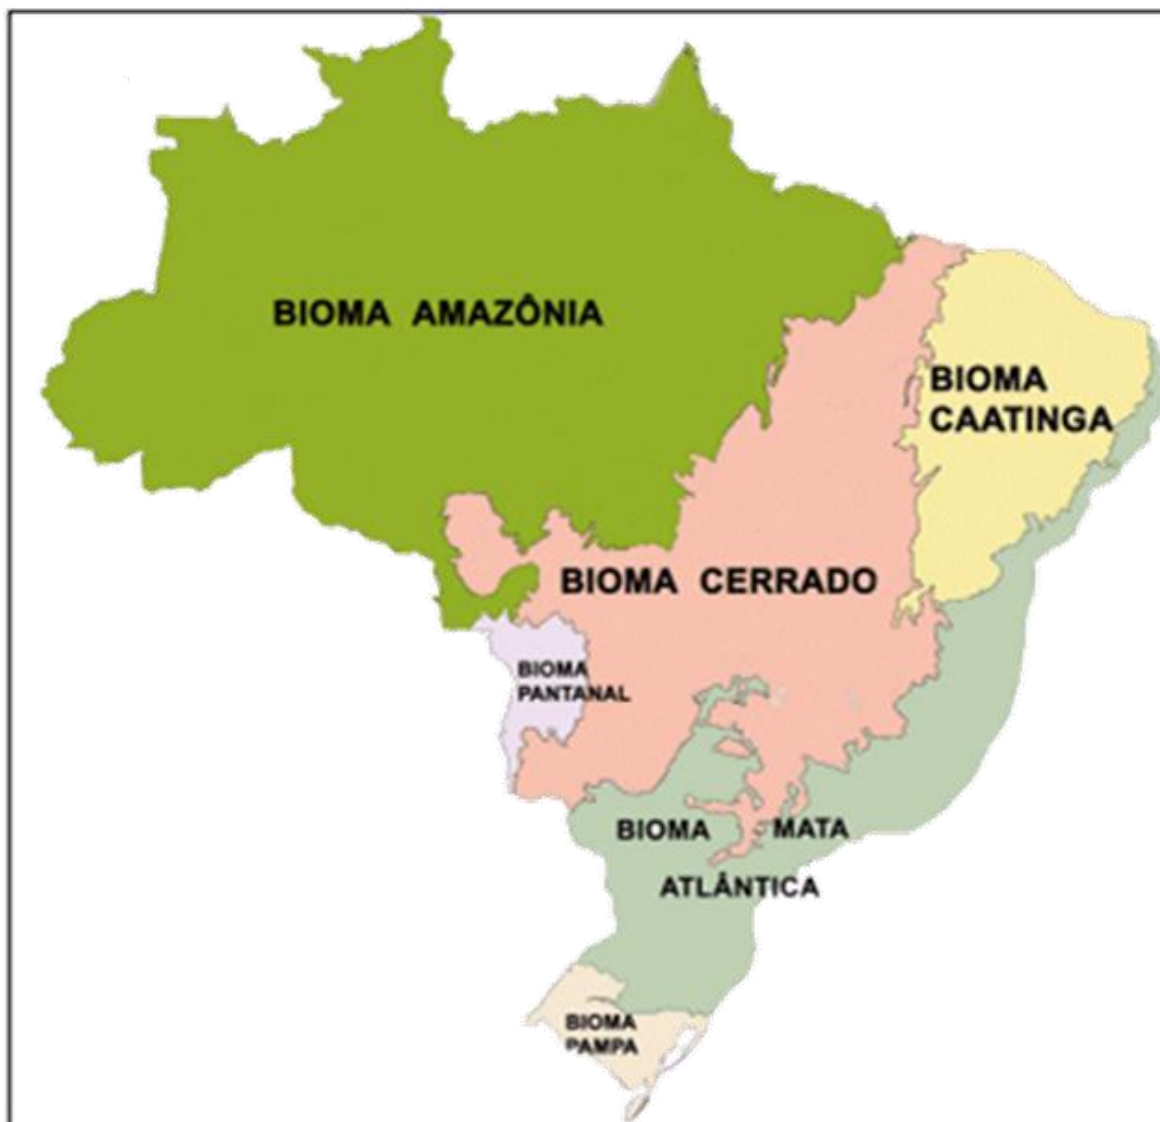 BIOMA AMAZÔNIA
BIOMA
CAATINGA
BIOMA CERRADO
BIOMA
PANTANAL
BIOMA MATA
ATLÂNTICA
BIOMA
PAMPA